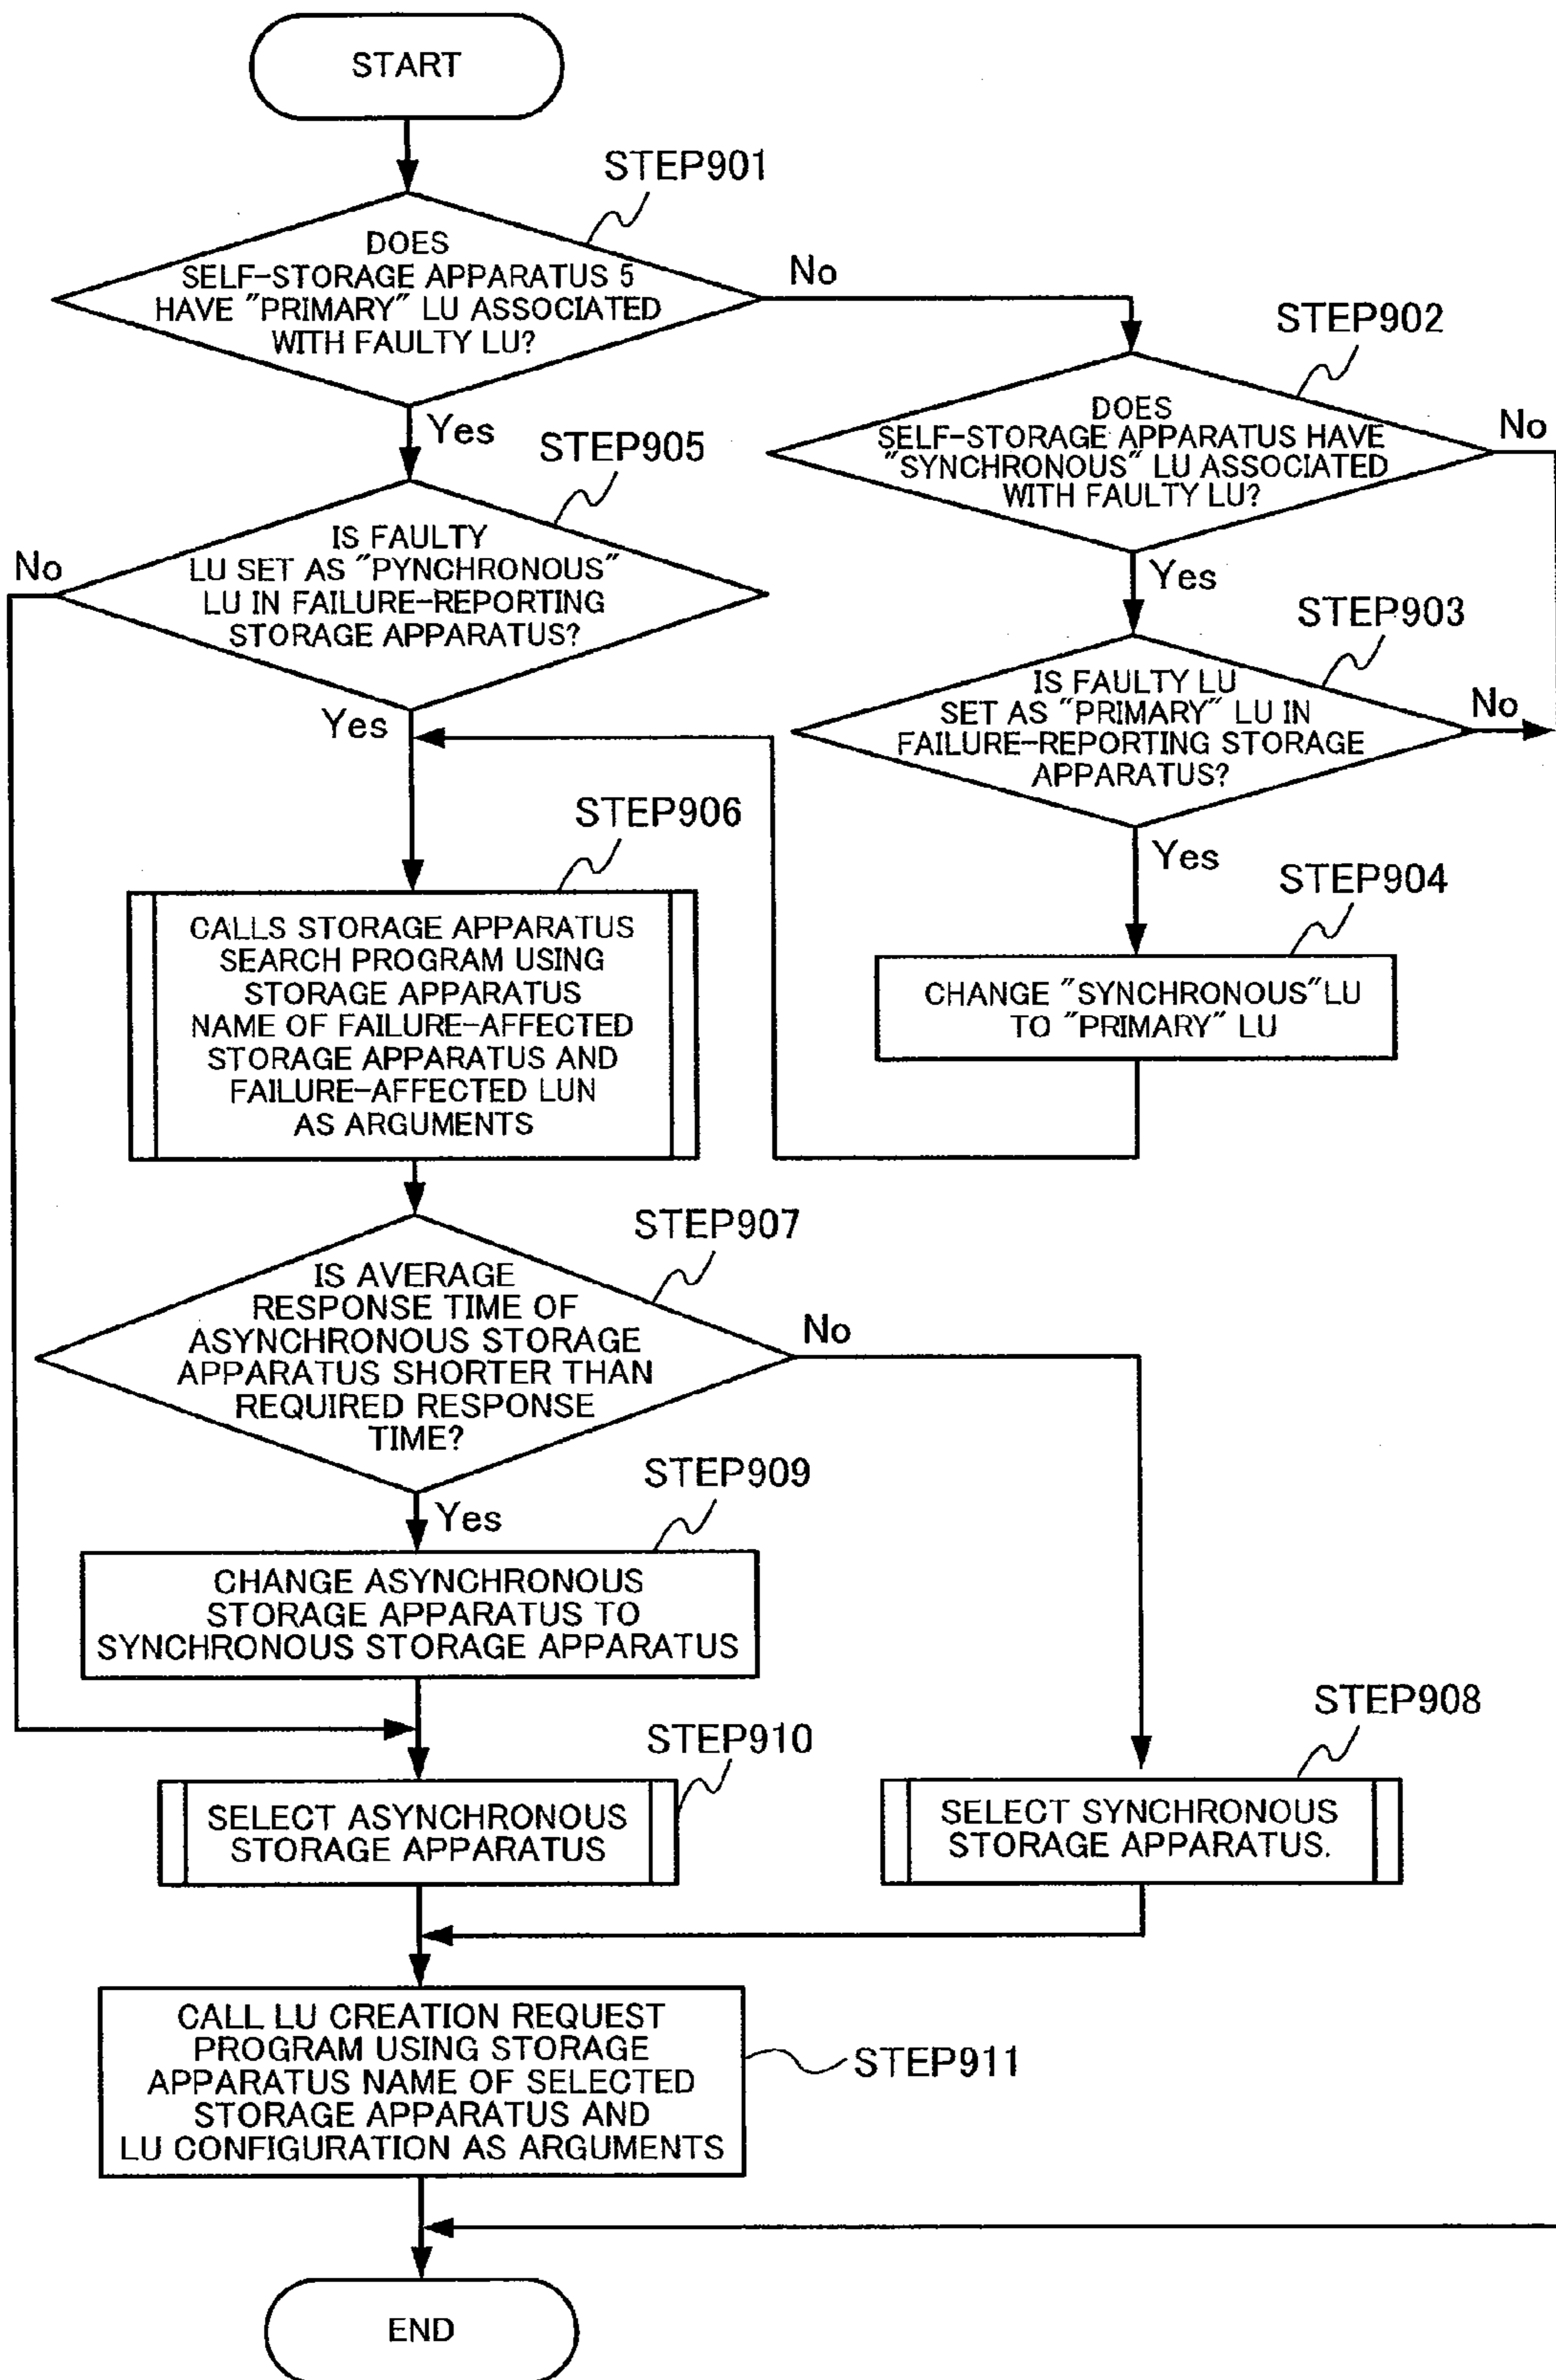 START
STEP901
DOES
SELF-STORAGE APPARATUS 5
HAVE "PRIMARY" LU ASSOCIATED
WITH FAULTY LU?
No
Yes
STEP902
DOES
SELF-STORAGE APPARATUS HAVE
"SYNCHRONOUS" LU ASSOCIATED
WITH FAULTY LU?
No
Yes
STEP905
IS FAULTY
LU SET AS "PYNCHRONOUS"
LU IN FAILURE-REPORTING
STORAGE APPARATUS?
No
Yes
STEP903
IS FAULTY LU
SET AS "PRIMARY" LU IN
FAILURE-REPORTING STORAGE
APPARATUS?
No
Yes
STEP904
CHANGE "SYNCHRONOUS"LU
TO "PRIMARY" LU
STEP906
CALLS STORAGE APPARATUS
SEARCH PROGRAM USING
STORAGE APPARATUS
NAME OF FAILURE-AFFECTED
STORAGE APPARATUS AND
FAILURE-AFFECTED LUN
AS ARGUMENTS
STEP907
IS AVERAGE
RESPONSE TIME OF
ASYNCHRONOUS STORAGE
APPARATUS SHORTER THAN
REQUIRED RESPONSE
TIME?
No
Yes
STEP909
CHANGE ASYNCHRONOUS
STORAGE APPARATUS TO
SYNCHRONOUS STORAGE APPARATUS
STEP910
SELECT ASYNCHRONOUS
STORAGE APPARATUS
STEP908
SELECT SYNCHRONOUS
STORAGE APPARATUS.
CALL LU CREATION REQUEST
PROGRAM USING STORAGE
APPARATUS NAME OF SELECTED
STORAGE APPARATUS AND
LU CONFIGURATION AS ARGUMENTS
STEP911
END